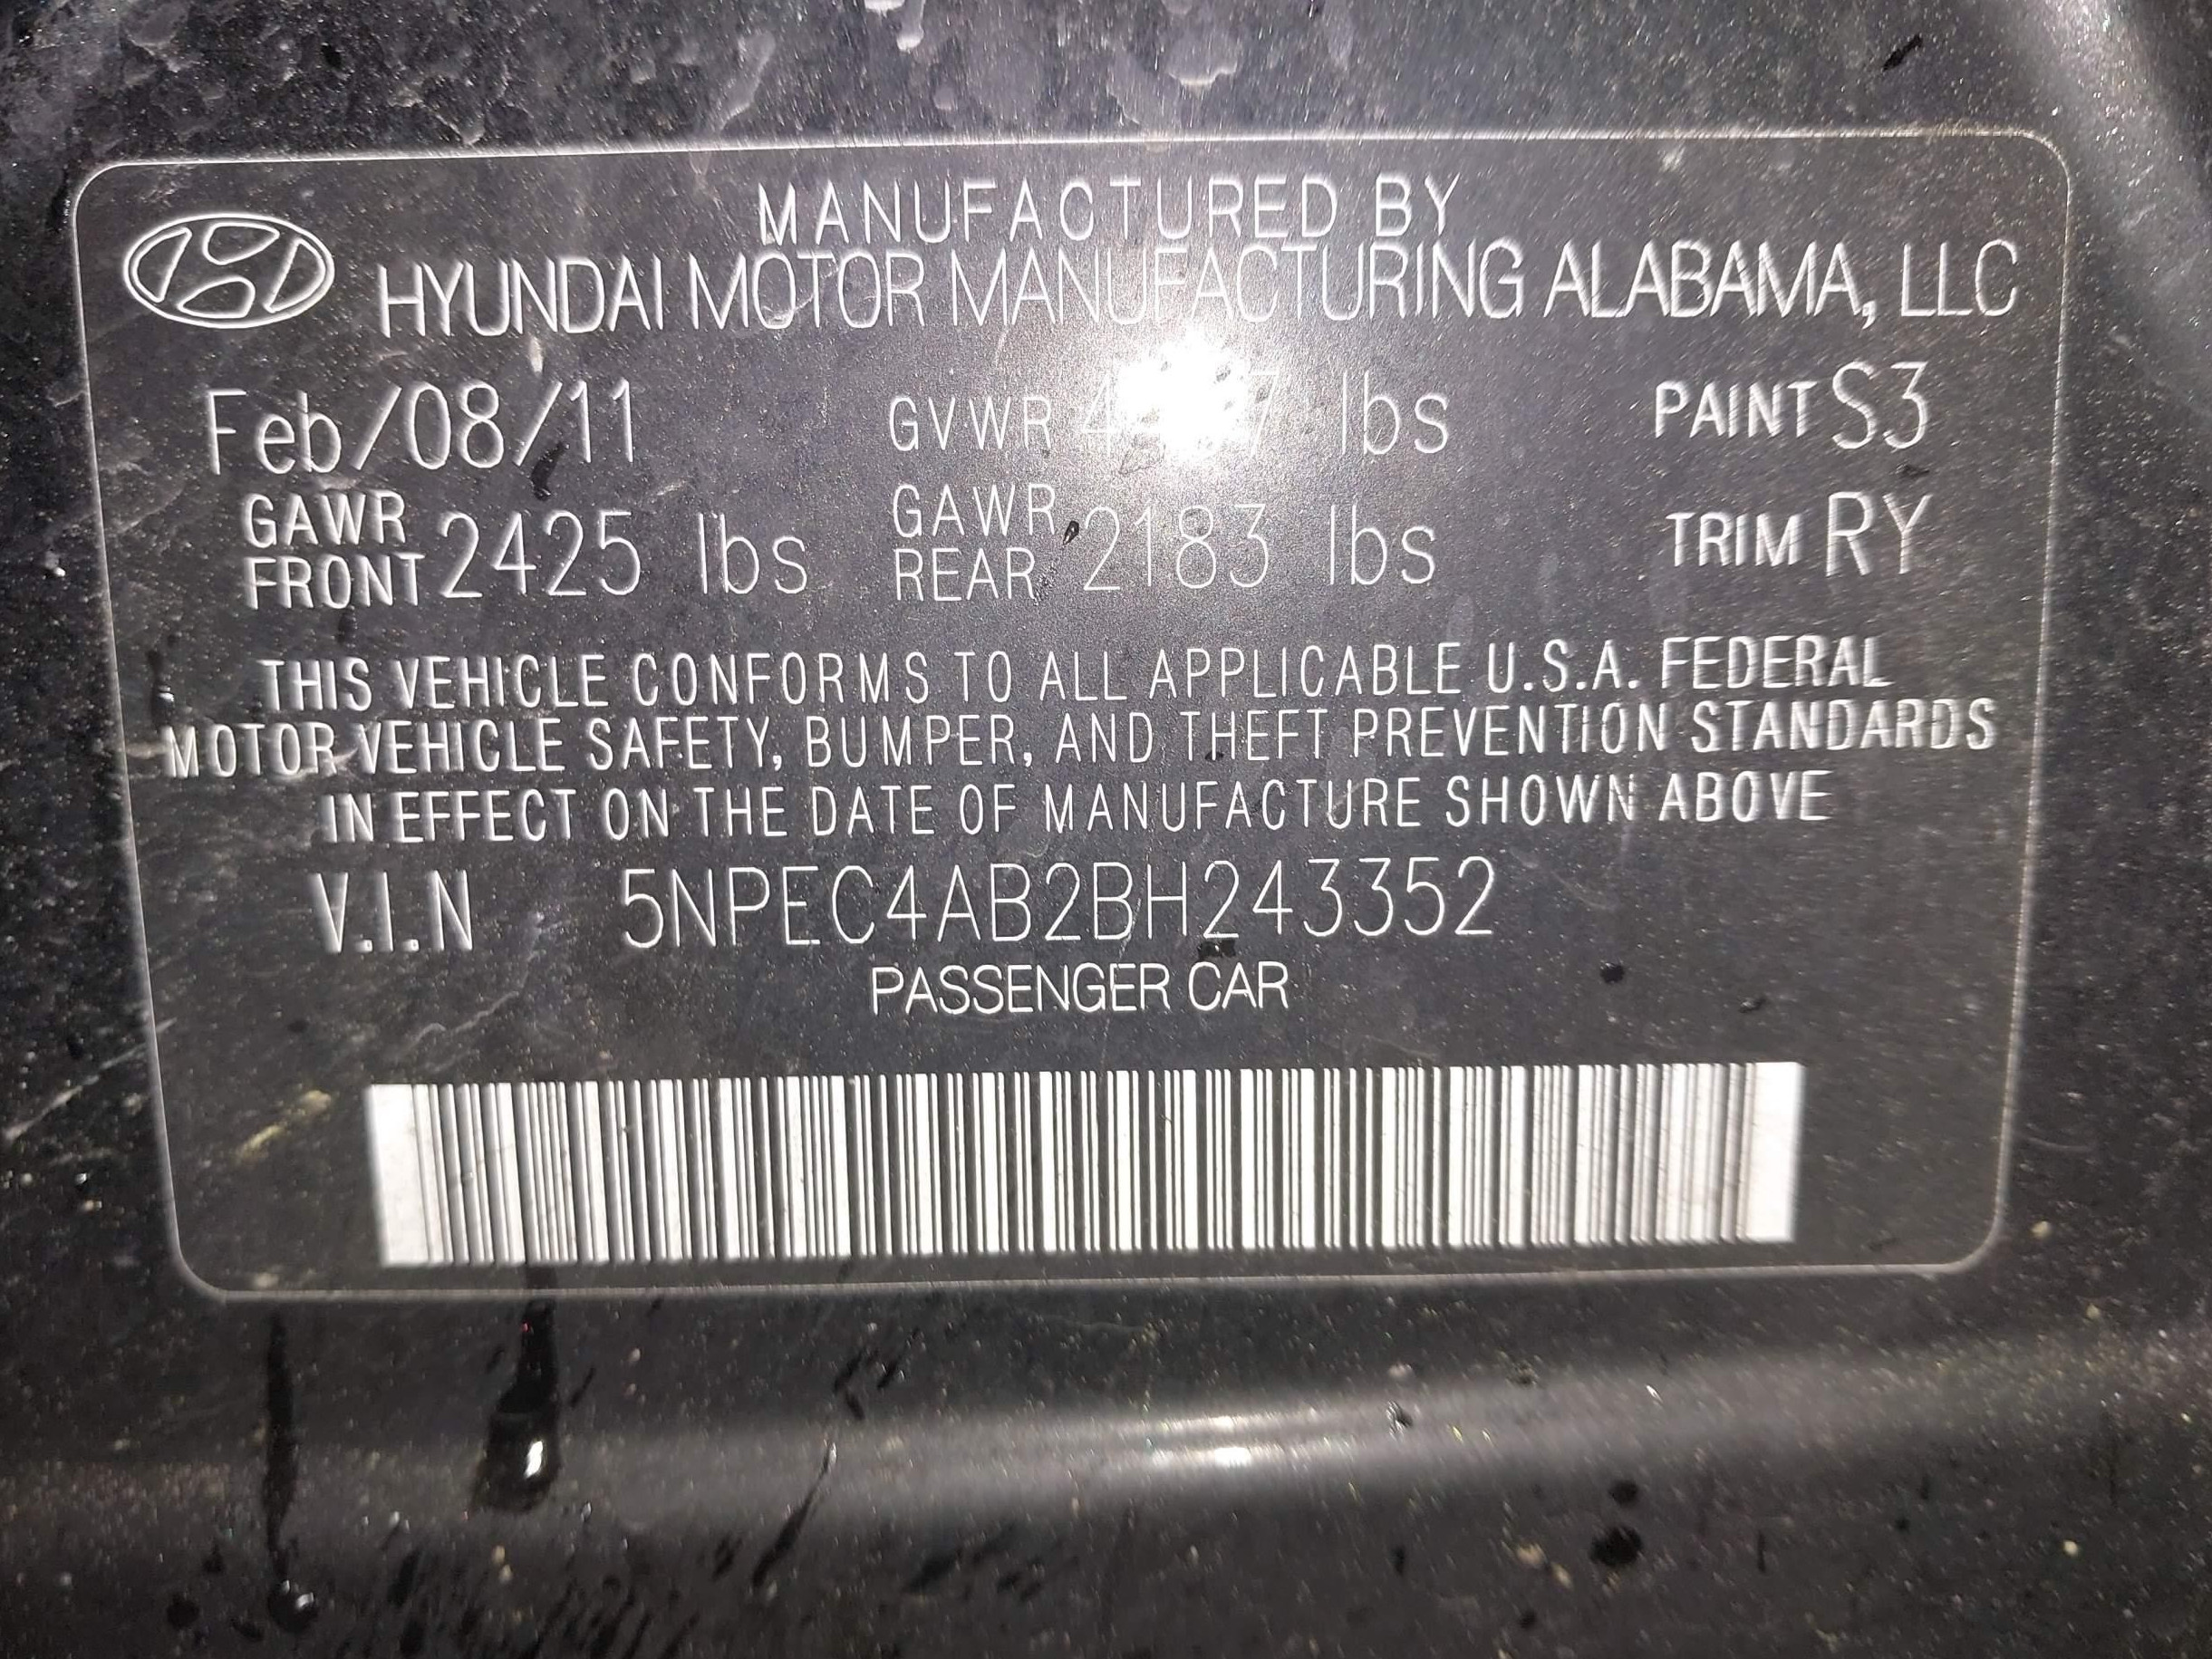 MANUFACTURED BY
HYUNDAI MOTOR MANUFACTURING ALABAMA, LLC
Feb/08/11 GVWR lbs PAINT S3
GAWR FRONT 2425 lbs GAWR REAR 2183 lbs TRIM RY
THIS VEHICLE CONFORMS TO ALL APPLICABLE U.S.A. FEDERAL
MOTOR VEHICLE SAFETY, BUMPER, AND THEFT PREVENTION STANDARDS
IN EFFECT ON THE DATE OF MANUFACTURE SHOWN ABOVE
V.I.N 5NPEC4AB2BH243352
PASSENGER CAR